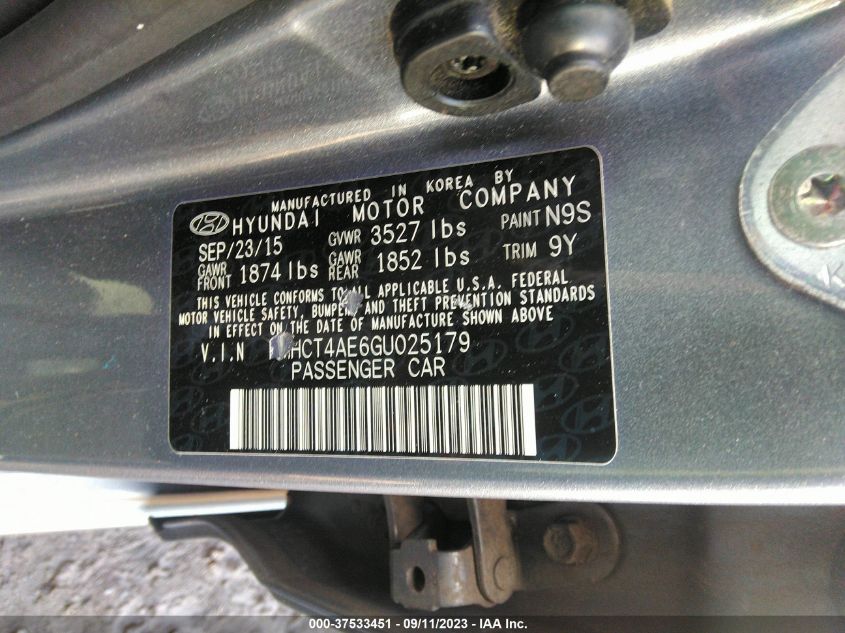 MANUFACTURED IN KOREA BY
HYUNDAI MOTOR COMPANY
SEP/23/15 GVWR 3527 lbs PAINT N9S
GAWR FRONT 1874 lbs GAWR REAR 1852 lbs TRIM 9Y
THIS VEHICLE CONFORMS TO ALL APPLICABLE U.S.A. FEDERAL
MOTOR VEHICLE SAFETY, BUMPER AND THEFT PREVENTION STANDARDS
IN EFFECT ON THE DATE OF MANUFACTURE SHOWN ABOVE
V.I.N HCT4AE6GU025179
PASSENGER CAR
000-37533451 - 09/11/2023 - IAA Inc.